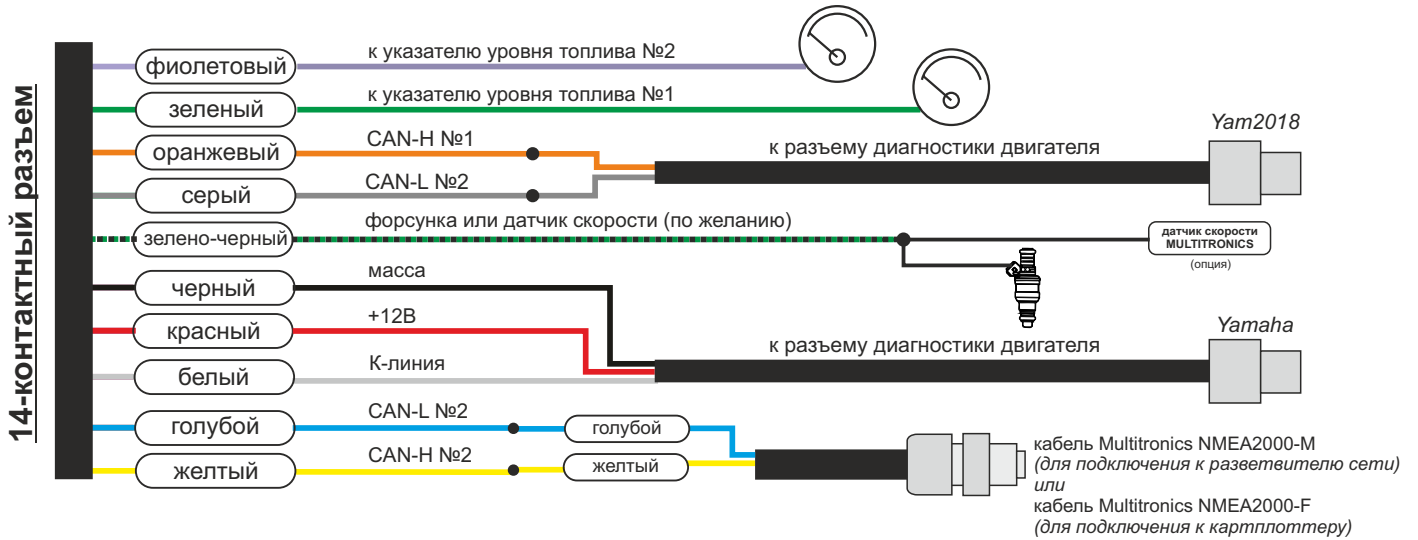 14-контактный разъем
фиолетовый
к указателю уровня топлива №2
зеленый
к указателю уровня топлива №1
оранжевый
CAN-H №1
к разъему диагностики двигателя
Yam2018
серый
CAN-L №2
зелено-черный
форсунка или датчик скорости (по желанию)
датчик скорости
MULTITRONICS
(опция)
черный
масса
красный
+12В
к разъему диагностики двигателя
Yamaha
белый
К-линия
голубой
CAN-L №2
голубой
желтый
CAN-H №2
желтый
кабель Multitronics NMEA2000-M
(для подключения к разветвителю сети)
или
кабель Multitronics NMEA2000-F
(для подключения к картплоттеру)